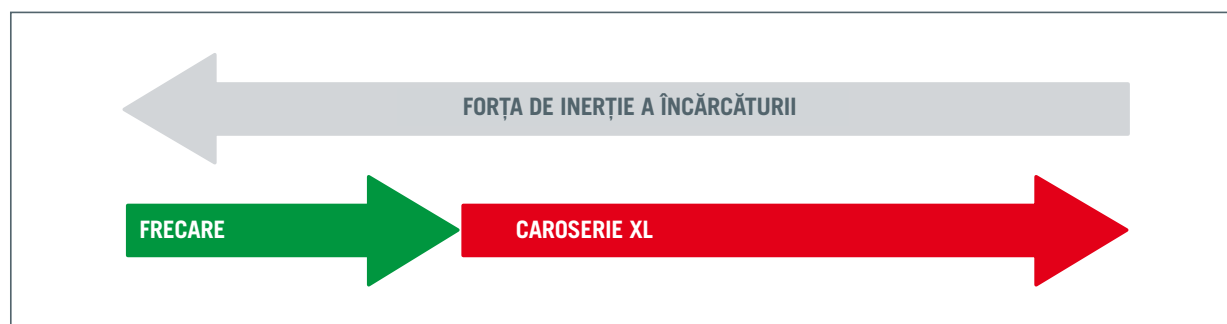 FORȚA DE INERȚIE A ÎNCĂRCĂTURII
FRECARE
CAROSERIE XL